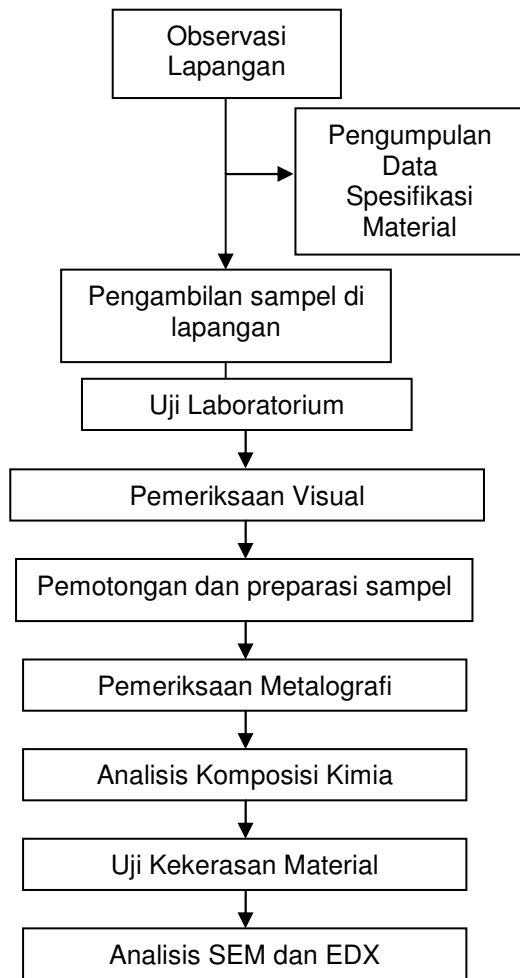 Observasi
Lapangan
Pengumpulan
Data
Spesifikasi
Material
Pengambilan sampel di
lapangan
Uji Laboratorium
Pemeriksaan Visual
Pemotongan dan preparasi sampel
Pemeriksaan Metalografi
Analisis Komposisi Kimia
Uji Kekerasan Material
Analisis SEM dan EDX